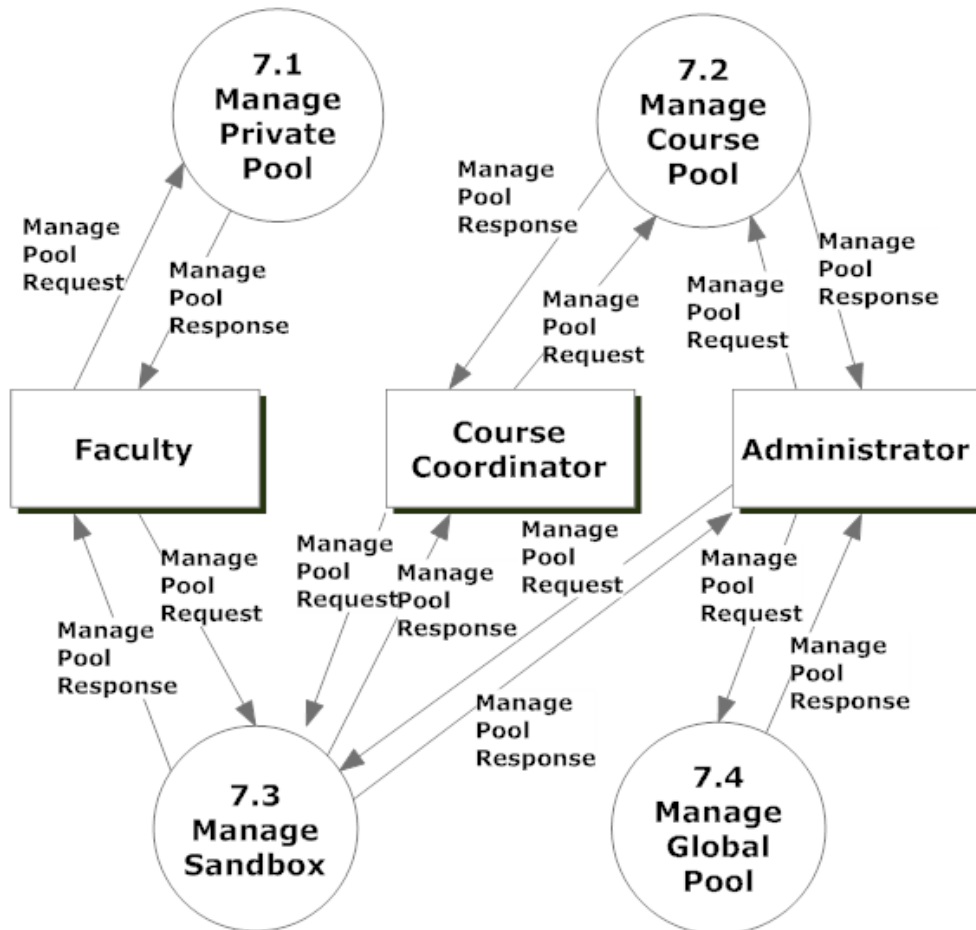 7.1
Manage
Private
Pool
7.2
Manage
Course
Pool
Manage
Pool
Request
Manage
Pool
Response
Manage
Pool
Response
Manage
Pool
Request
Manage
Pool
Request
Manage
Pool
Response
Faculty
Course
Coordinator
Administrator
Manage
Pool
Response
Manage
Pool
Request
Manage
Pool
Request
Manage
Pool
Response
Manage
Pool
Request
Manage
Pool
Response
Manage
Pool
Request
Manage
Pool
Response
7.3
Manage
Sandbox
7.4
Manage
Global
Pool